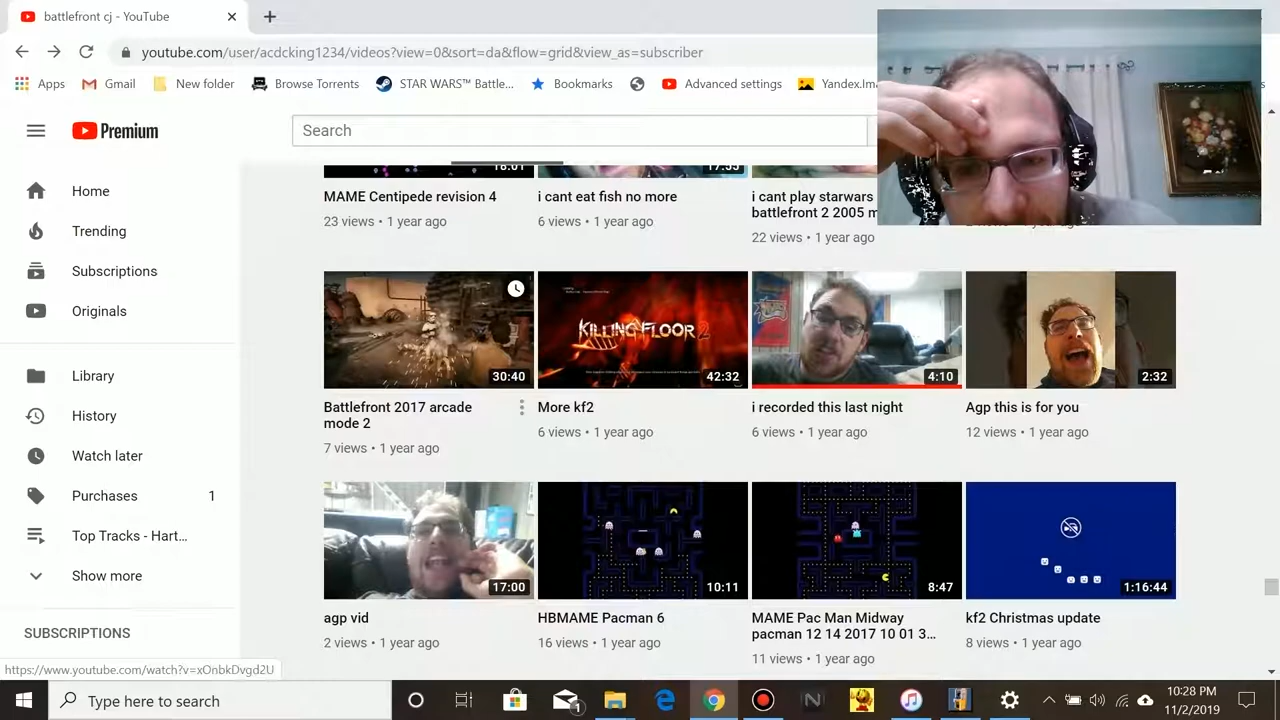 battlefront cj - YouTube
youtube.com/user/acdcking1234/videos?view=0&sort=da&flow=grid&view_as=subscriber
Apps Gmail New folder Browse Torrents STAR WARS™ Battle... Bookmarks Advanced settings Yandex.Ima
Premium
Search
Home
Trending
Subscriptions
Originals
Library
History
Watch later
Purchases 1
Top Tracks - Hart...
Show more
SUBSCRIPTIONS
18:01
17:55
MAME Centipede revision 4
23 views • 1 year ago
i cant eat fish no more
6 views • 1 year ago
i cant play starwars
battlefront 2 2005 m
22 views • 1 year ago
30:40
Battlefront 2017 arcade
mode 2
7 views • 1 year ago
KILLING FLOOR 2
42:32
More kf2
6 views • 1 year ago
4:10
i recorded this last night
6 views • 1 year ago
2:32
Agp this is for you
12 views • 1 year ago
17:00
agp vid
2 views • 1 year ago
10:11
HBMAME Pacman 6
16 views • 1 year ago
8:47
MAME Pac Man Midway
pacman 12 14 2017 10 01 3...
11 views • 1 year ago
1:16:44
kf2 Christmas update
8 views • 1 year ago
https://www.youtube.com/watch?v=xOnbkDvgd2U
Type here to search
1
10:28 PM
11/2/2019